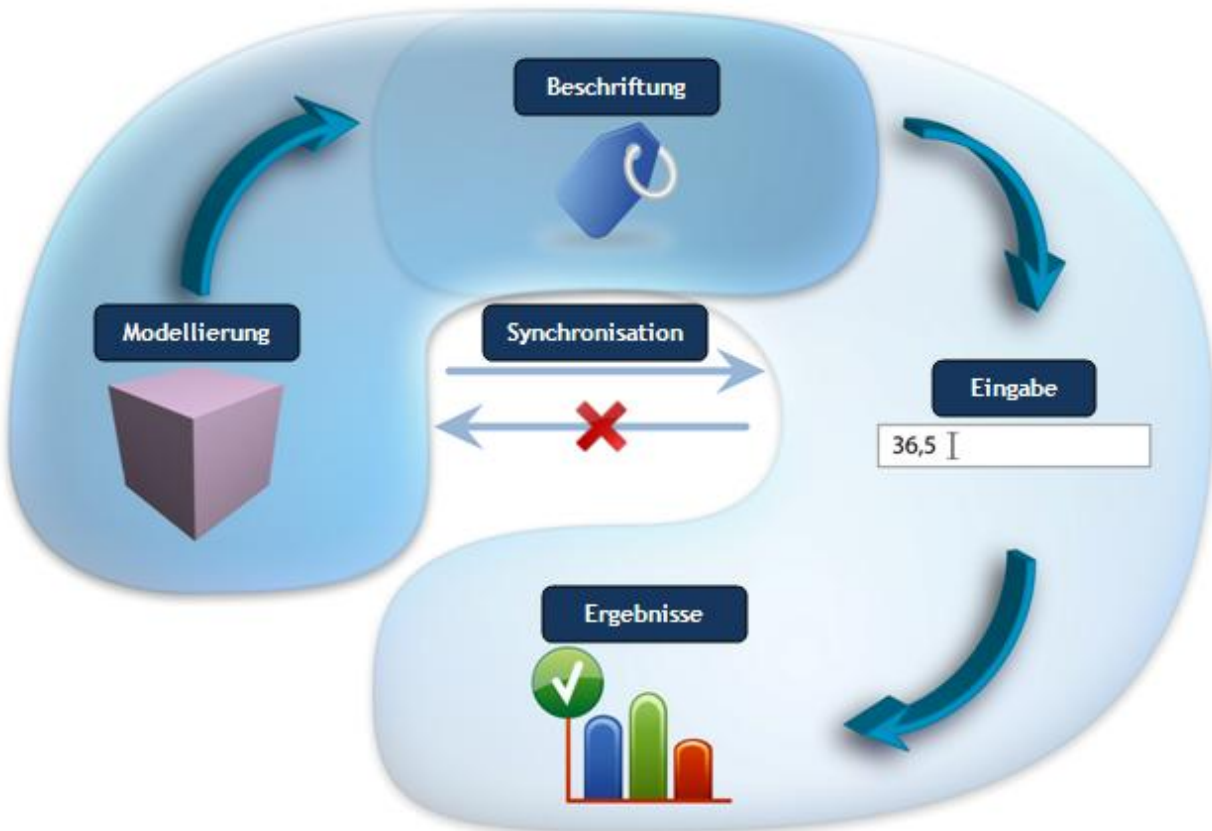 Beschriftung
Modellierung
Synchronisation
Eingabe
36,5
Ergebnisse